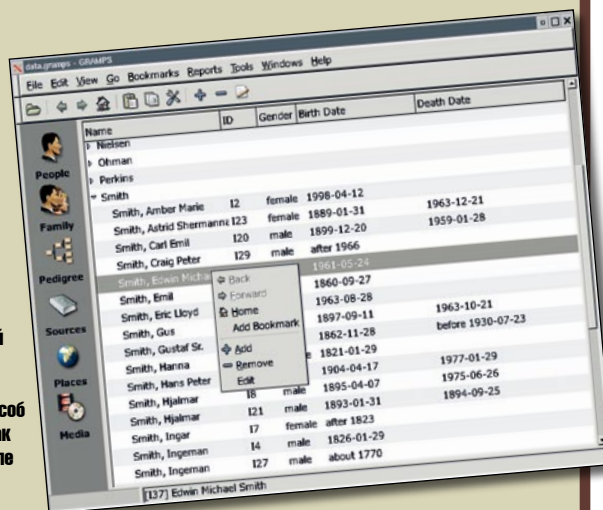 data.gramps - GRAMPS
File Edit View Go Bookmarks Reports Tools Windows Help
Name ID Gender Birth Date Death Date
Nielsen
Ohman
Perkins
Smith
Smith, Amber Marie I2 female 1998-04-12
Smith, Astrid Shermanna I23 female 1889-01-31 1963-12-21
Smith, Carl Emil I20 male 1899-12-20 1959-01-28
Smith, Craig Peter I29 male after 1966
Smith, Edwin Michae 1961-05-24
Smith, Emil 1860-09-27
Smith, Eric Lloyd 1963-08-28
Smith, Gus 1897-09-11 1963-10-21
Smith, Gustaf Sr. 1862-11-28 before 1930-07-23
Smith, Hanna e 1821-01-29
Smith, Hans Peter 1904-04-17 1977-01-29
Smith, Hjalmar I8 male 1895-04-07 1975-06-26
Smith, Hjalmar I21 male 1893-01-31 1894-09-25
Smith, Ingar I7 female after 1823
Smith, Ingeman I4 male 1826-01-29
Smith, Ingeman I27 male about 1770
Back
Forward
Home
Add Bookmark
Add
Remove
Edit
People
Family
Pedigree
Sources
Places
Media
[I37] Edwin Michael Smith
й
соб
ак
ле